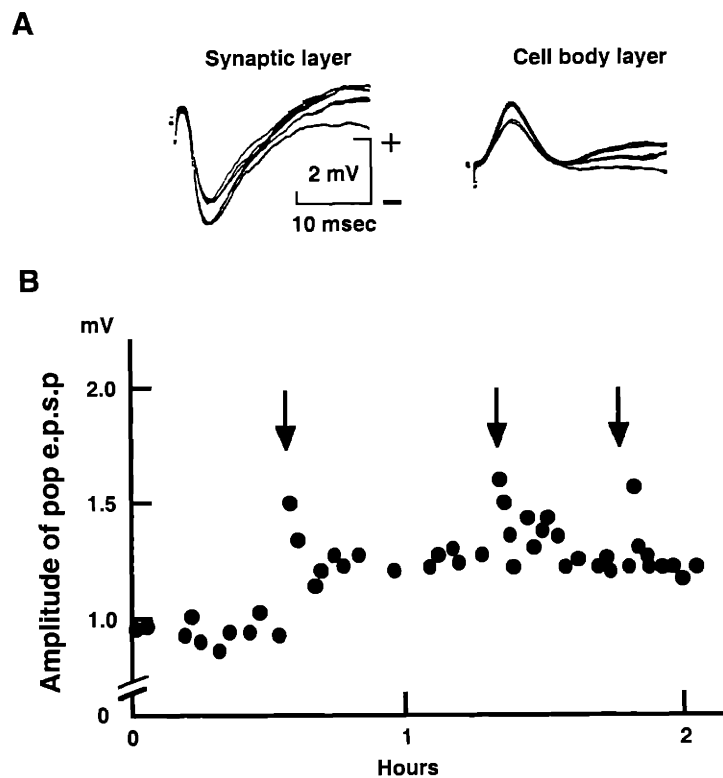 A
Synaptic layer
Cell body layer
+
2 mV
−
10 msec
B
mV
Amplitude of pop e.p.s.p
2.0
1.5
1.0
0
0
1
2
Hours